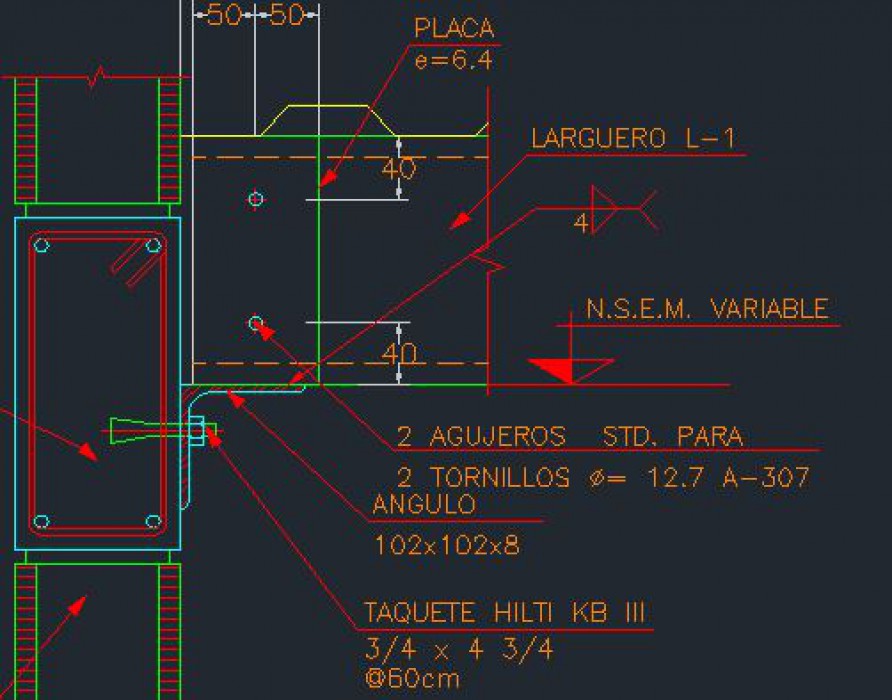 50 50
PLACA
e=6.4
LARGUERO L-1
40
4
N.S.E.M. VARIABLE
40
2 AGUJEROS STD. PARA
2 TORNILLOS ø= 12.7 A-307
ANGULO
102x102x8
TAQUETE HILTI KB III
3/4 x 4 3/4
@60cm